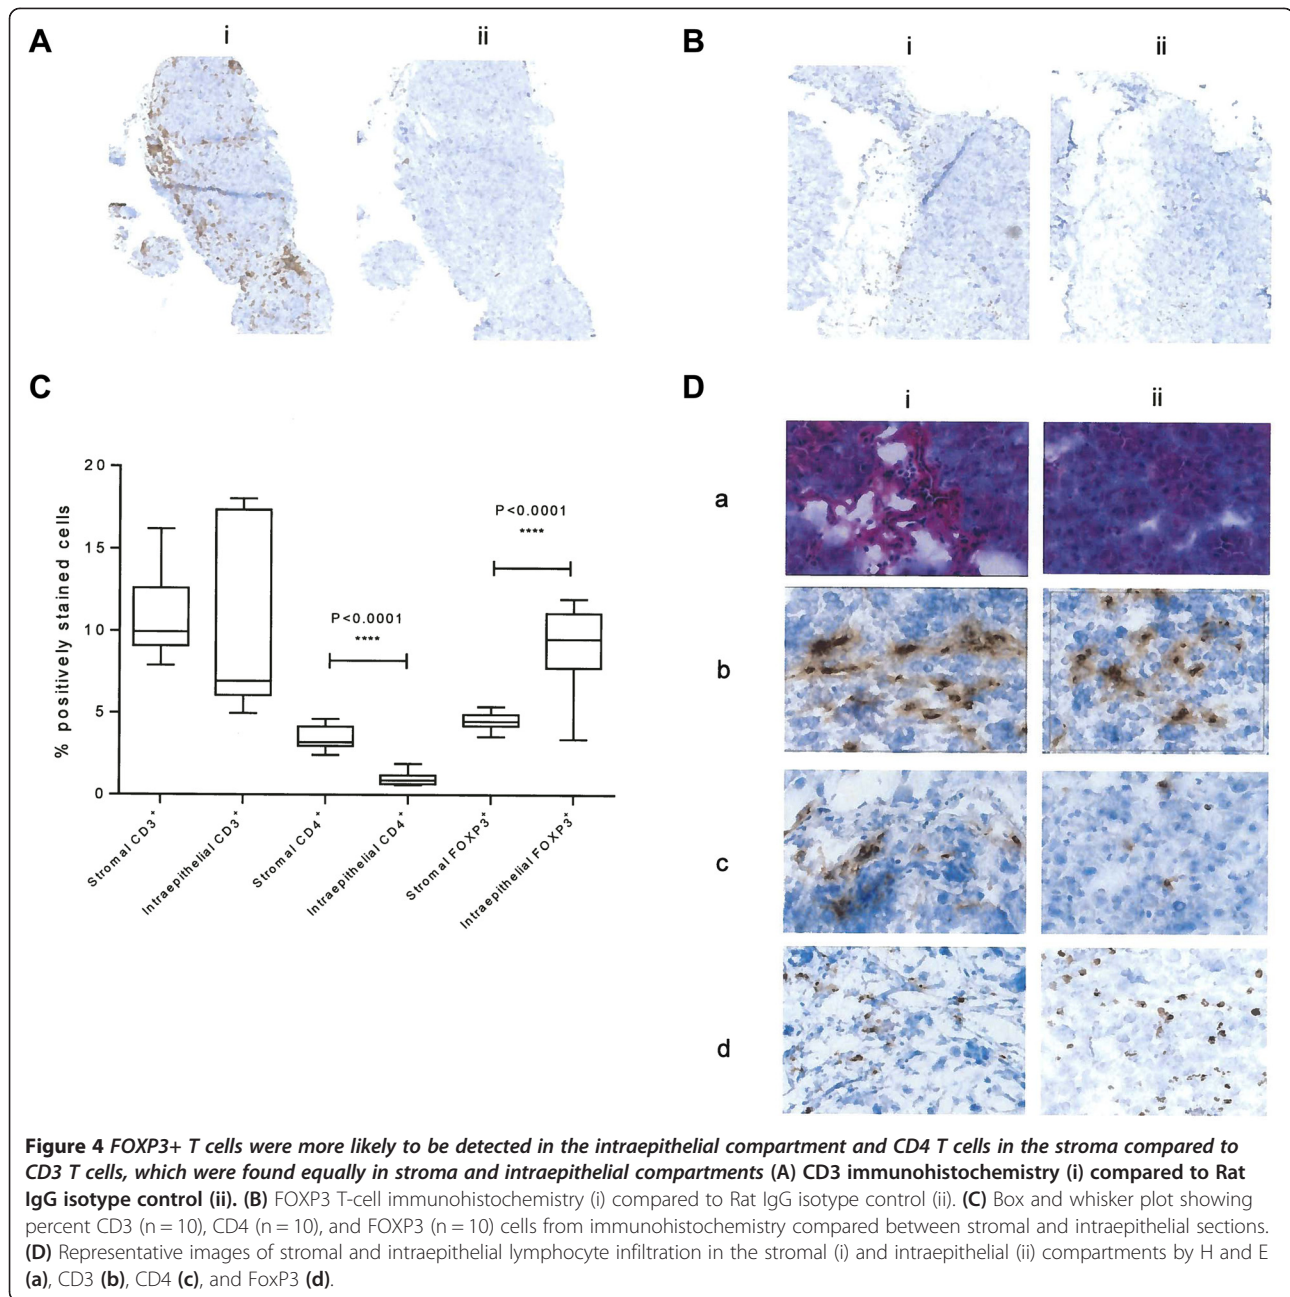 A
i
ii
B
i
ii
C
20
15
10
5
0
% positively stained cells
P<0.0001
****
P<0.0001
****
Stromal CD3+
Intraepithelial CD3+
Stromal CD4+
Intraepithelial CD4+
Stromal FOXP3+
Intraepithelial FOXP3+
D
i
ii
a
b
c
d
Figure 4 FOXP3+ T cells were more likely to be detected in the intraepithelial compartment and CD4 T cells in the stroma compared to
CD3 T cells, which were found equally in stroma and intraepithelial compartments (A) CD3 immunohistochemistry (i) compared to Rat
IgG isotype control (ii). (B) FOXP3 T-cell immunohistochemistry (i) compared to Rat IgG isotype control (ii). (C) Box and whisker plot showing
percent CD3 (n = 10), CD4 (n = 10), and FOXP3 (n = 10) cells from immunohistochemistry compared between stromal and intraepithelial sections.
(D) Representative images of stromal and intraepithelial lymphocyte infiltration in the stromal (i) and intraepithelial (ii) compartments by H and E
(a), CD3 (b), CD4 (c), and FoxP3 (d).